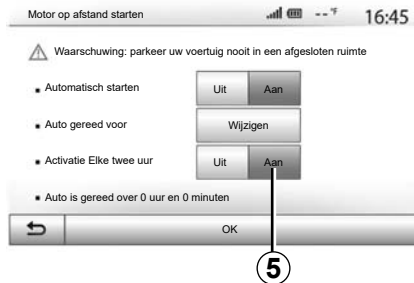 Motor op afstand starten
--°F
16:45
Waarschuwing: parkeer uw voertuig nooit in een afgesloten ruimte
Automatisch starten
Uit
Aan
Auto gereed voor
Wijzigen
Activatie Elke twee uur
Uit
Aan
Auto is gereed over 0 uur en 0 minuten
OK
5